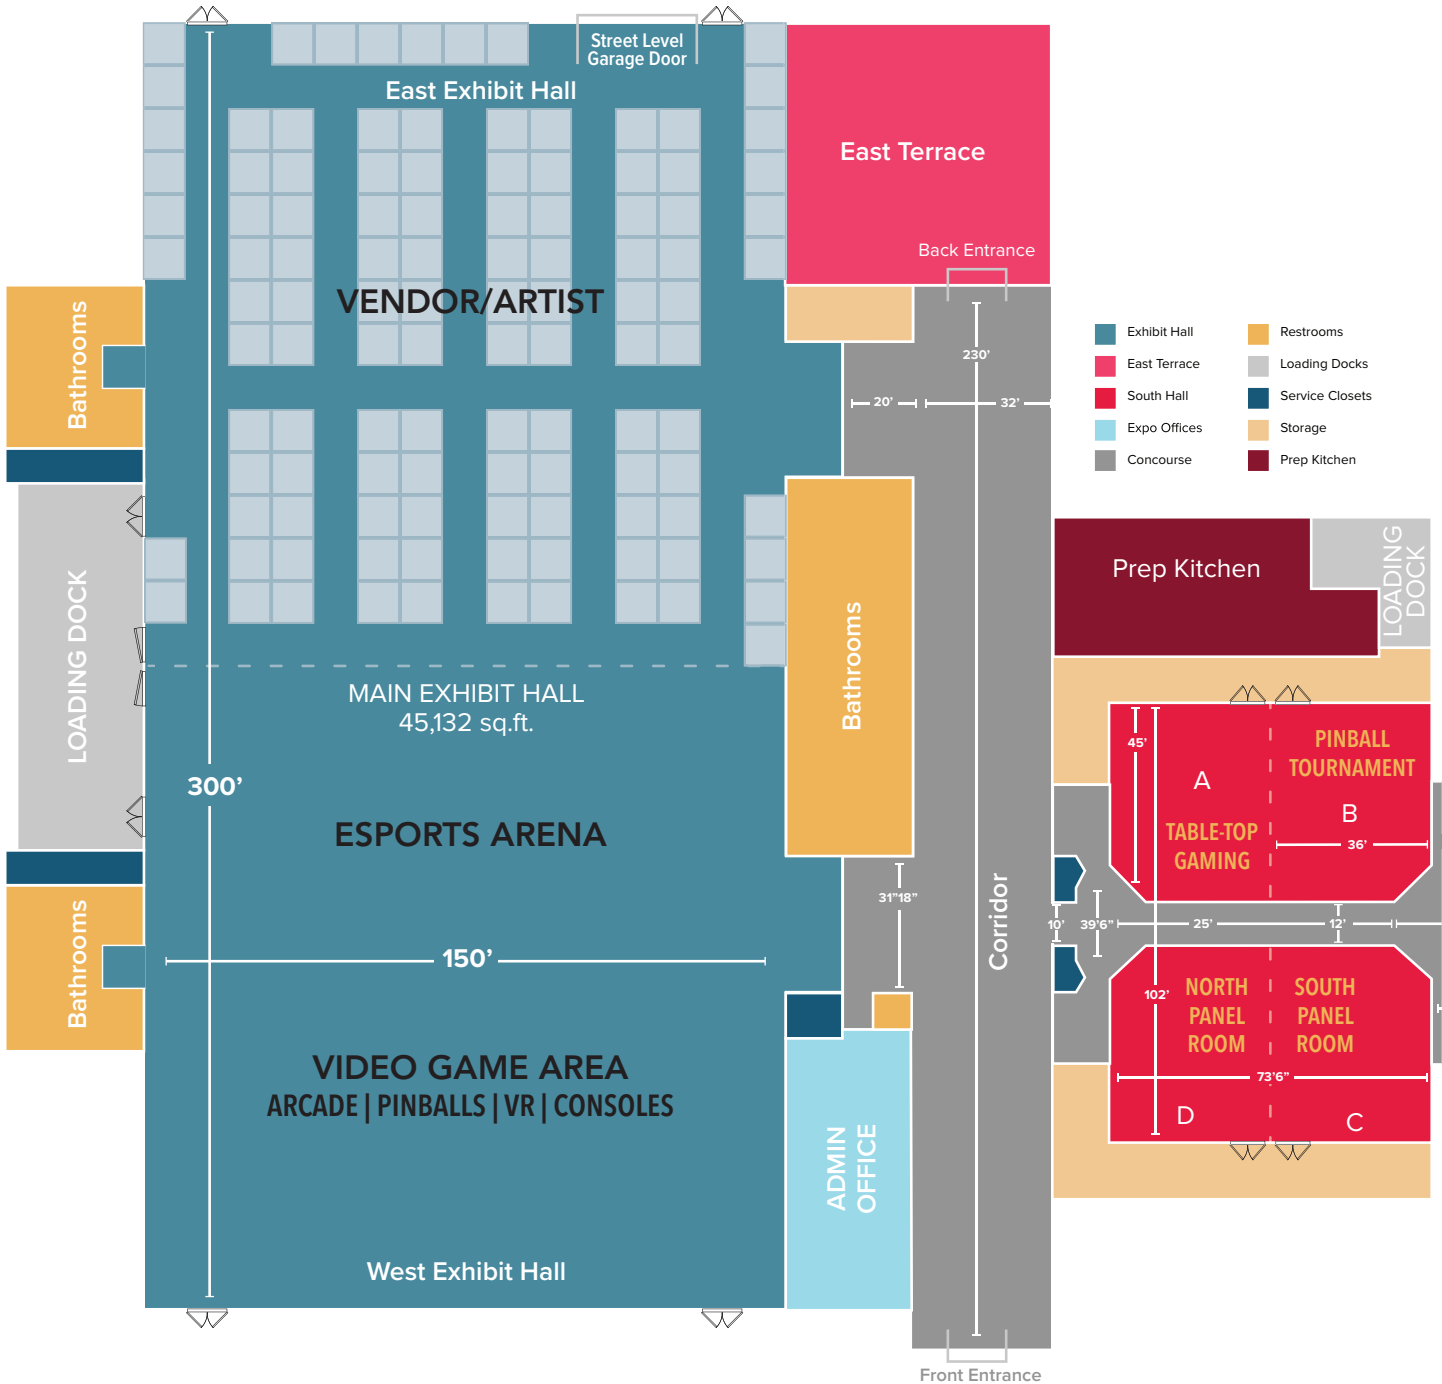 Street Level
Garage Door
East Exhibit Hall
East Terrace
Back Entrance
VENDOR/ARTIST
Bathrooms
230'
20'
32'
Exhibit Hall
East Terrace
South Hall
Expo Offices
Concourse
Restrooms
Loading Docks
Service Closets
Storage
Prep Kitchen
Prep Kitchen
LOADING
DOCK
LOADING DOCK
Bathrooms
MAIN EXHIBIT HALL
45,132 sq.ft.
300'
ESPORTS ARENA
45'
A
TABLE-TOP
GAMING
PINBALL
TOURNAMENT
B
36'
31"18"
Corridor
10'
39'6"
25'
12'
150'
Bathrooms
102'
NORTH
PANEL
ROOM
SOUTH
PANEL
ROOM
73'6"
D
C
VIDEO GAME AREA
ARCADE | PINBALLS | VR | CONSOLES
ADMIN
OFFICE
West Exhibit Hall
Front Entrance